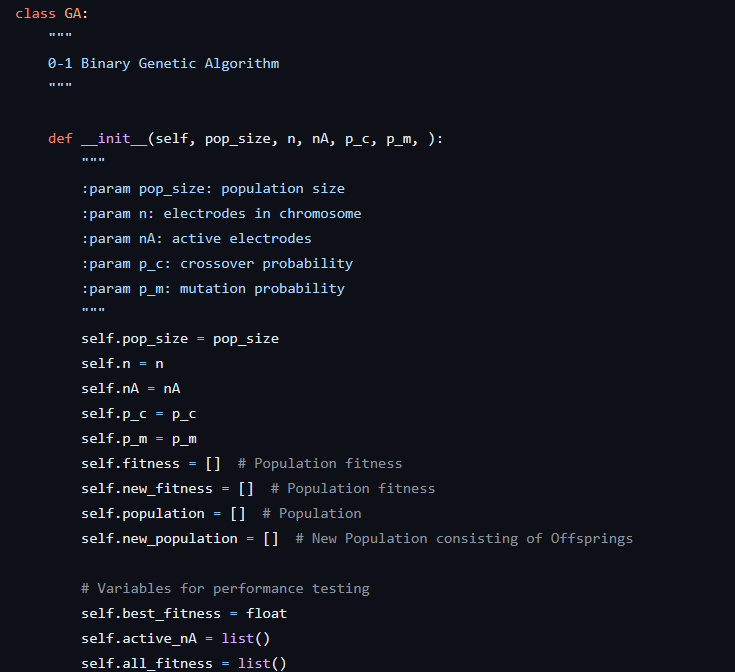 class GA:
    """
    0-1 Binary Genetic Algorithm
    """

    def __init__(self, pop_size, n, nA, p_c, p_m, ):
        """
        :param pop_size: population size
        :param n: electrodes in chromosome
        :param nA: active electrodes
        :param p_c: crossover probability
        :param p_m: mutation probability
        """
        self.pop_size = pop_size
        self.n = n
        self.nA = nA
        self.p_c = p_c
        self.p_m = p_m
        self.fitness = []  # Population fitness
        self.new_fitness = []  # Population fitness
        self.population = []  # Population
        self.new_population = []  # New Population consisting of Offsprings

        # Variables for performance testing
        self.best_fitness = float
        self.active_nA = list()
        self.all_fitness = list()